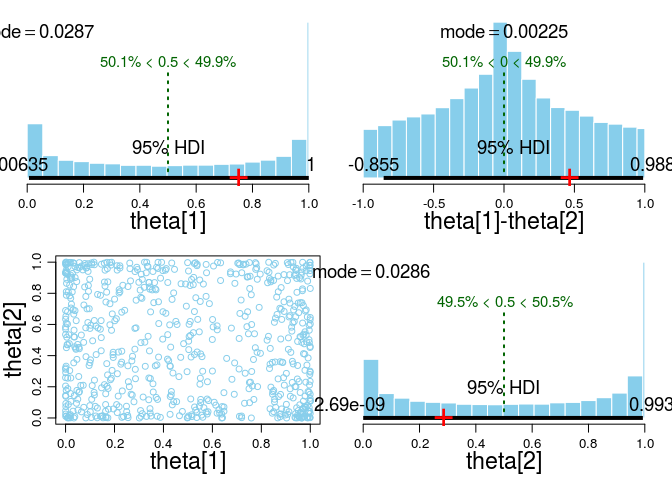 ode = 0.0287
50.1% < 0.5 < 49.9%
95% HDI
00635
1
0.0 0.2 0.4 0.6 0.8 1.0
theta[1]
mode = 0.00225
50.1% < 0 < 49.9%
95% HDI
-0.855
0.988
-1.0 -0.5 0.0 0.5 1.0
theta[1]-theta[2]
theta[2]
0.0 0.2 0.4 0.6 0.8 1.0
0.0 0.2 0.4 0.6 0.8 1.0
theta[1]
mode = 0.0286
49.5% < 0.5 < 50.5%
95% HDI
2.69e-09
0.993
0.0 0.2 0.4 0.6 0.8 1.0
theta[2]